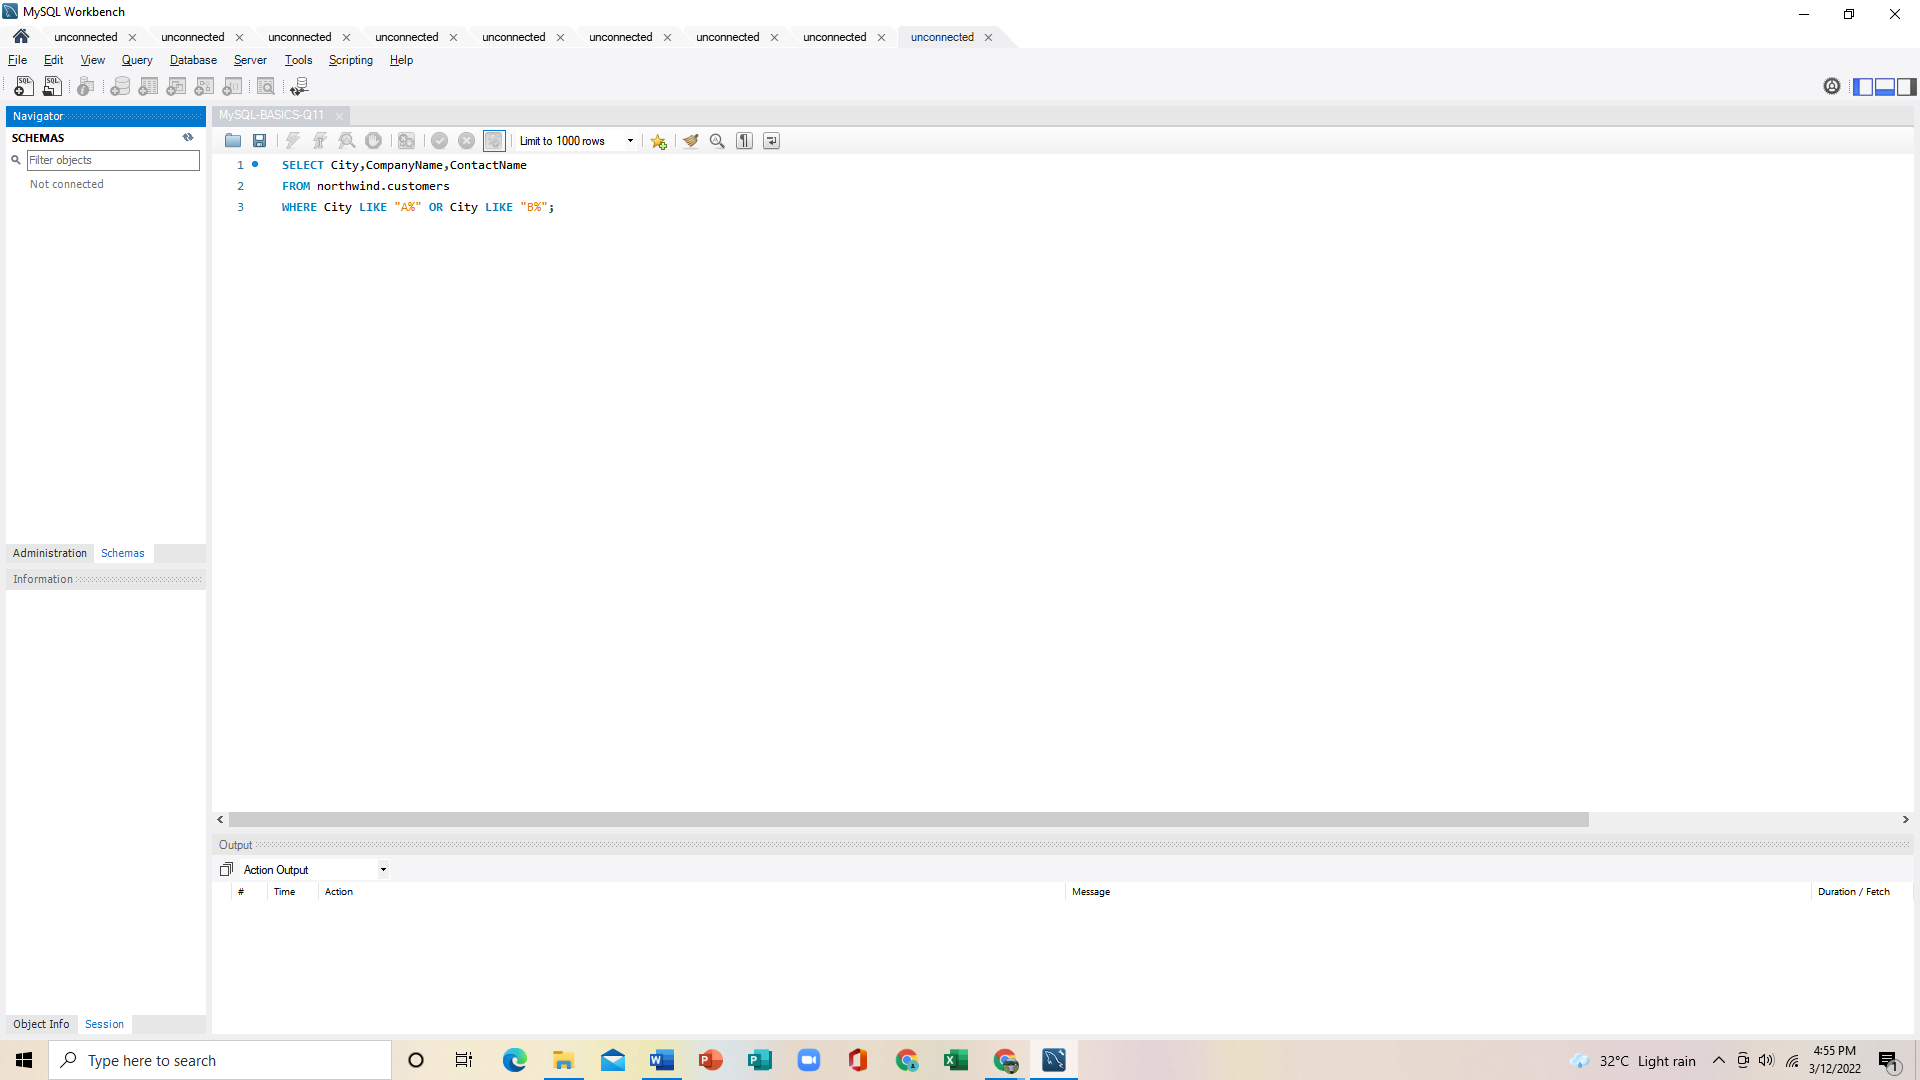 MySQL Workbench
unconnected unconnected unconnected unconnected unconnected unconnected unconnected unconnected unconnected
File Edit View Query Database Server Tools Scripting Help
Navigator
SCHEMAS
Filter objects
Not connected
Administration Schemas
Information
Object Info Session
MySQL-BASICS-Q11
Limit to 1000 rows
1 SELECT City,CompanyName,ContactName
2 FROM northwind.customers
3 WHERE City LIKE "A%" OR City LIKE "B%";
Output
Action Output
# Time Action Message Duration / Fetch
Type here to search
32°C Light rain
4:55 PM
3/12/2022
1